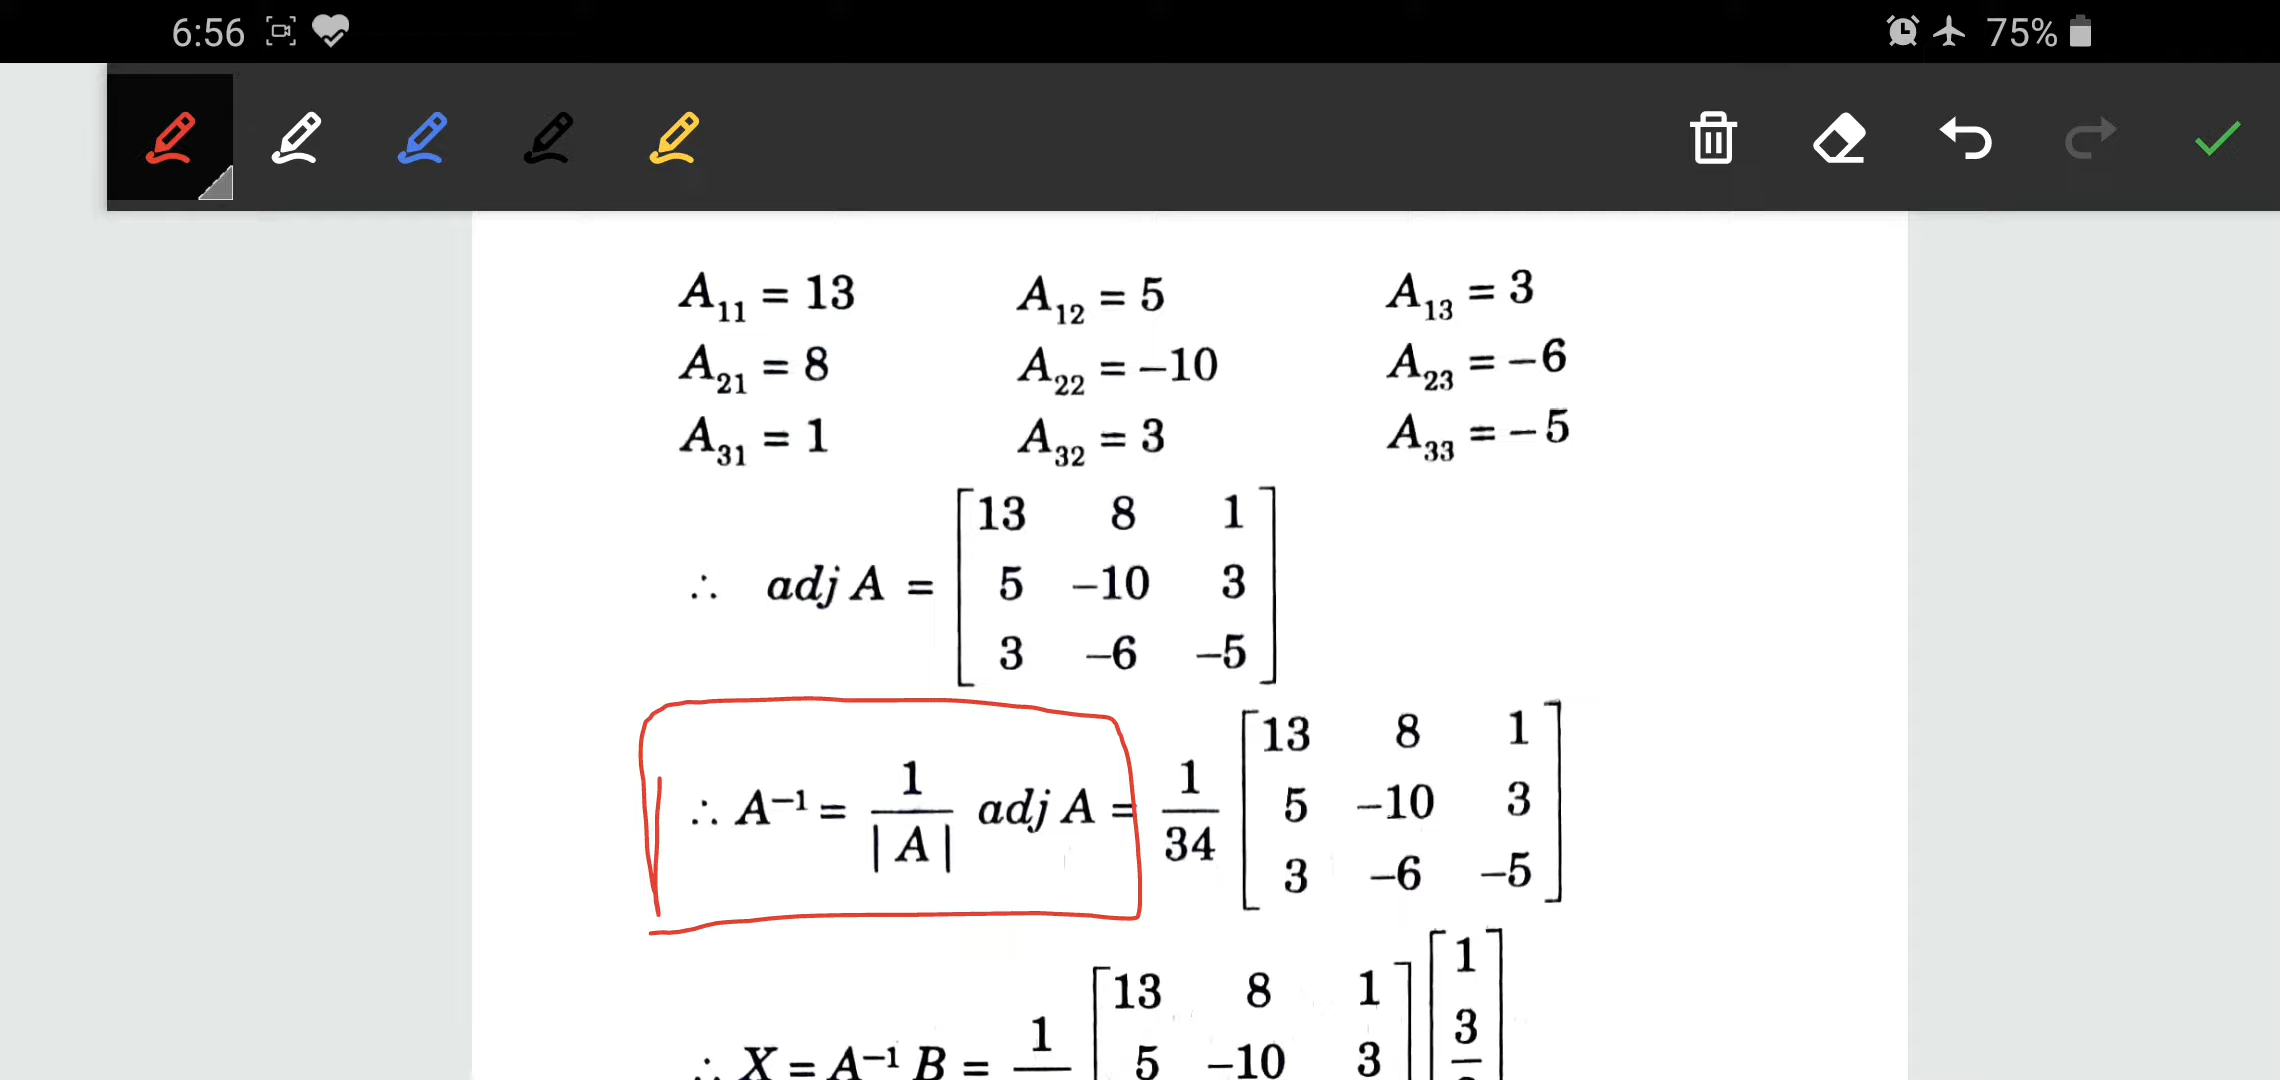 6:56 75%
A11 = 13 A12 = 5 A13 = 3
A21 = 8 A22 = –10 A23 = –6
A31 = 1 A32 = 3 A33 = –5
∴ adj A = [13 8 1
5 –10 3
3 –6 –5]
∴ A–1 = 1/|A| adj A = 1/34 [13 8 1
5 –10 3
3 –6 –5]
∴ X = A–1 B = 1 [13 8 1
5 –10 3] [1
3]